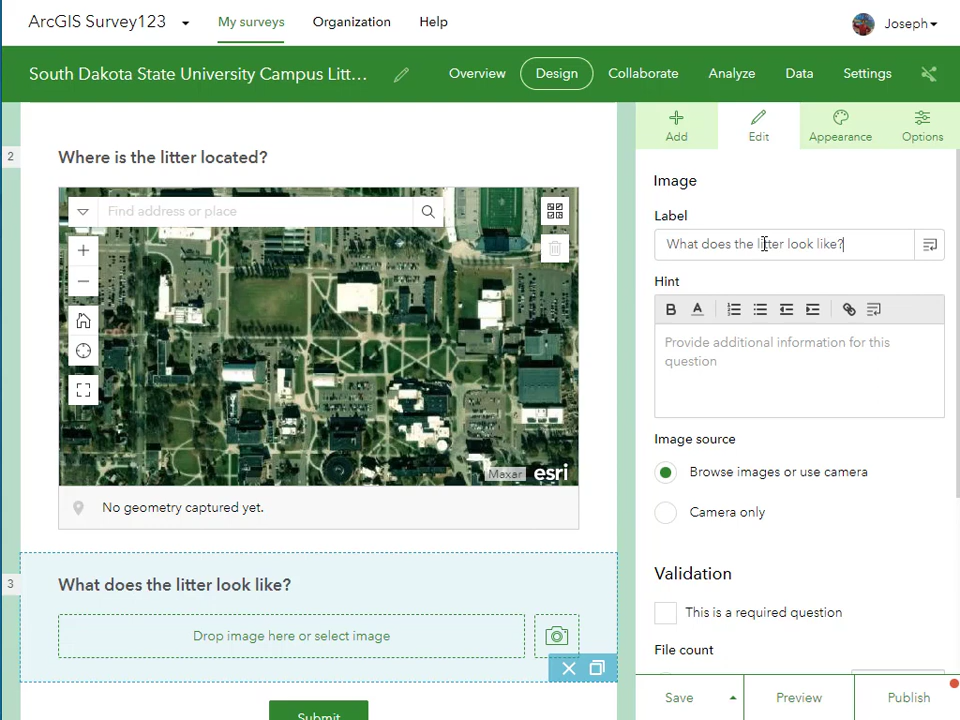 ArcGIS Survey123
My surveys
Organization
Help
Joseph
South Dakota State University Campus Litt...
Overview
Design
Collaborate
Analyze
Data
Settings
Add
Edit
Appearance
Options
2
Where is the litter located?
Find address or place
Maxar
esri
No geometry captured yet.
3
What does the litter look like?
Drop image here or select image
Submit
Image
Label
What does the litter look like?
Hint
B A
Provide additional information for this
question
Image source
Browse images or use camera
Camera only
Validation
This is a required question
File count
Save
Preview
Publish